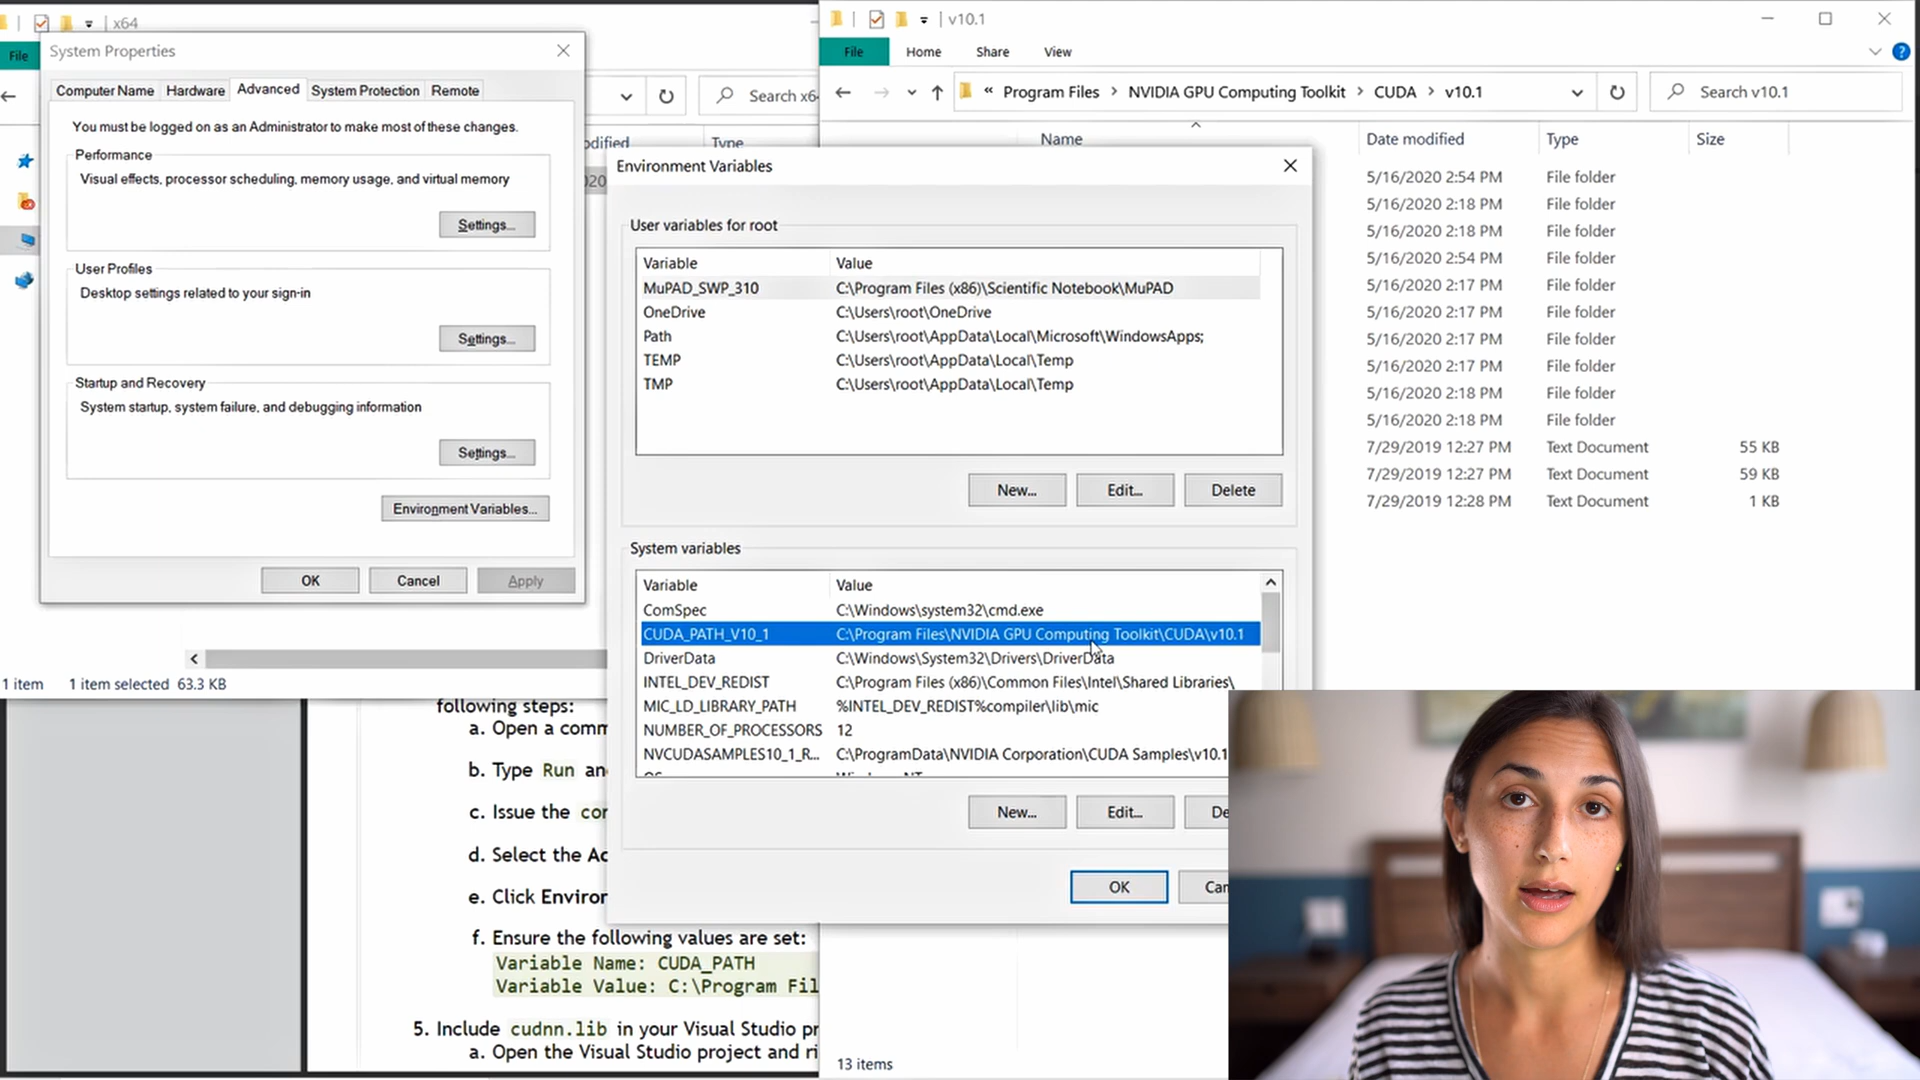 x64
File
System Properties
Computer Name
Hardware
Advanced
System Protection
Remote
You must be logged on as an Administrator to make most of these changes.
Performance
Visual effects, processor scheduling, memory usage, and virtual memory
Settings...
User Profiles
Desktop settings related to your sign-in
Settings...
Startup and Recovery
System startup, system failure, and debugging information
Settings...
Environment Variables...
OK
Cancel
Apply
Search x6
Type
1 item
1 item selected 63.3 KB
following steps:
a. Open a comm
b. Type Run an
c. Issue the cor
d. Select the Ac
e. Click Enviror
f. Ensure the following values are set:
Variable Name: CUDA_PATH
Variable Value: C:\Program Fil
5. Include cudnn.lib in your Visual Studio pr
a. Open the Visual Studio project and ri
v10.1
File
Home
Share
View
« Program Files > NVIDIA GPU Computing Toolkit > CUDA > v10.1
Search v10.1
Name
Date modified
Type
Size
5/16/2020 2:54 PM File folder
5/16/2020 2:18 PM File folder
5/16/2020 2:18 PM File folder
5/16/2020 2:54 PM File folder
5/16/2020 2:17 PM File folder
5/16/2020 2:17 PM File folder
5/16/2020 2:17 PM File folder
5/16/2020 2:17 PM File folder
5/16/2020 2:18 PM File folder
5/16/2020 2:18 PM File folder
7/29/2019 12:27 PM Text Document 55 KB
7/29/2019 12:27 PM Text Document 59 KB
7/29/2019 12:28 PM Text Document 1 KB
13 items
Environment Variables
User variables for root
Variable Value
MuPAD_SWP_310 C:\Program Files (x86)\Scientific Notebook\MuPAD
OneDrive C:\Users\root\OneDrive
Path C:\Users\root\AppData\Local\Microsoft\WindowsApps;
TEMP C:\Users\root\AppData\Local\Temp
TMP C:\Users\root\AppData\Local\Temp
New...
Edit...
Delete
System variables
Variable Value
ComSpec C:\Windows\system32\cmd.exe
CUDA_PATH_V10_1 C:\Program Files\NVIDIA GPU Computing Toolkit\CUDA\v10.1
DriverData C:\Windows\System32\Drivers\DriverData
INTEL_DEV_REDIST C:\Program Files (x86)\Common Files\Intel\Shared Libraries\
MIC_LD_LIBRARY_PATH %INTEL_DEV_REDIST%compiler\lib\mic
NUMBER_OF_PROCESSORS 12
NVCUDASAMPLES10_1_R... C:\ProgramData\NVIDIA Corporation\CUDA Samples\v10.1
New...
Edit...
De
OK
Can